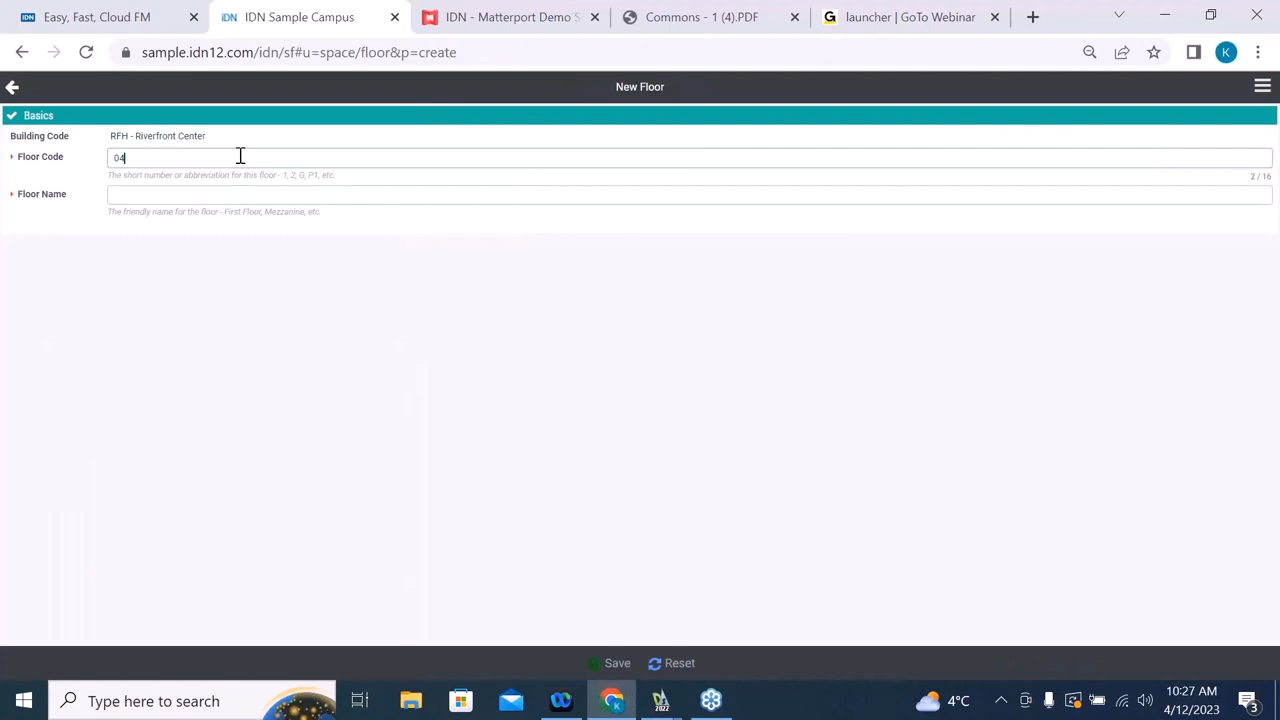 Easy, Fast, Cloud FM
IDN IDN Sample Campus
IDN - Matterport Demo S
Commons - 1 (4).PDF
G launcher | GoTo Webinar
sample.idn12.com/idn/sf#u=space/floor&p=create
K
New Floor
Basics
Building Code RFH - Riverfront Center
Floor Code 04
The short number or abbreviation for this floor - 1, 2, G, P1, etc. 2 / 16
Floor Name
The friendly name for the floor - First Floor, Mezzanine, etc.
Save Reset
Type here to search
2022
4°C
10:27 AM
4/12/2023
3